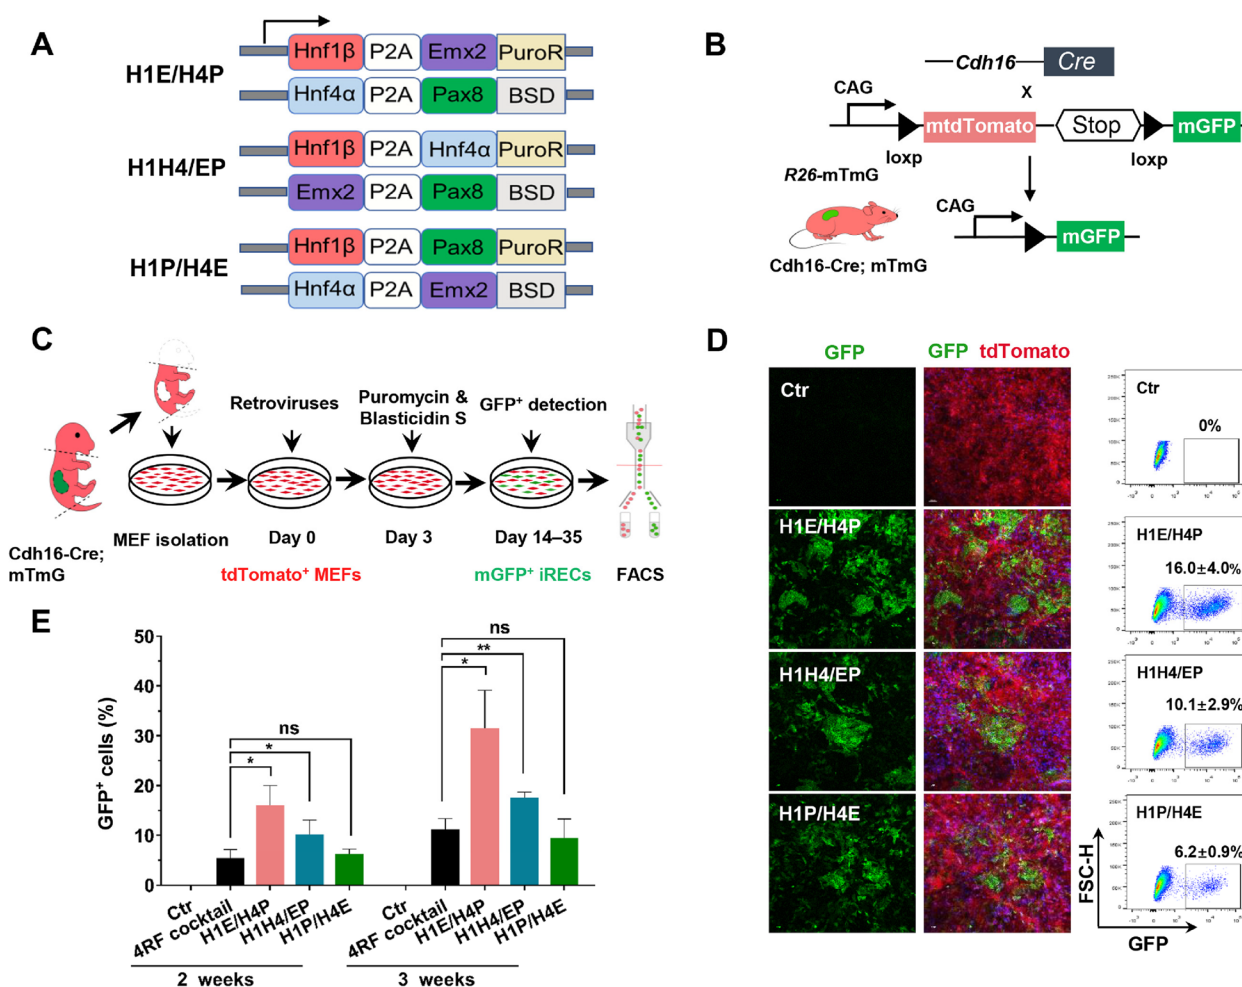 A
H1E/H4P
Hnf1β P2A Emx2 PuroR
Hnf4α P2A Pax8 BSD
H1H4/EP
Hnf1β P2A Hnf4α PuroR
Emx2 P2A Pax8 BSD
H1P/H4E
Hnf1β P2A Pax8 PuroR
Hnf4α P2A Emx2 BSD
B
Cdh16 Cre
x
CAG
mtdTomato Stop mGFP
loxp loxp
R26-mTmG
CAG
mGFP
Cdh16-Cre; mTmG
C
Retroviruses
Puromycin &
Blasticidin S
GFP+ detection
Cdh16-Cre;
mTmG
MEF isolation
Day 0
Day 3
Day 14–35
tdTomato+ MEFs
mGFP+ iRECs
FACS
D
GFP
GFP tdTomato
Ctr
Ctr
0%
H1E/H4P
H1E/H4P
16.0±4.0%
H1H4/EP
H1H4/EP
10.1±2.9%
H1P/H4E
H1P/H4E
6.2±0.9%
FSC-H
GFP
E
GFP+ cells (%)
50
40
30
20
10
0
ns
*
*
ns
**
*
Ctr
4RF cocktail
H1E/H4P
H1H4/EP
H1P/H4E
Ctr
4RF cocktail
H1E/H4P
H1H4/EP
H1P/H4E
2 weeks
3 weeks